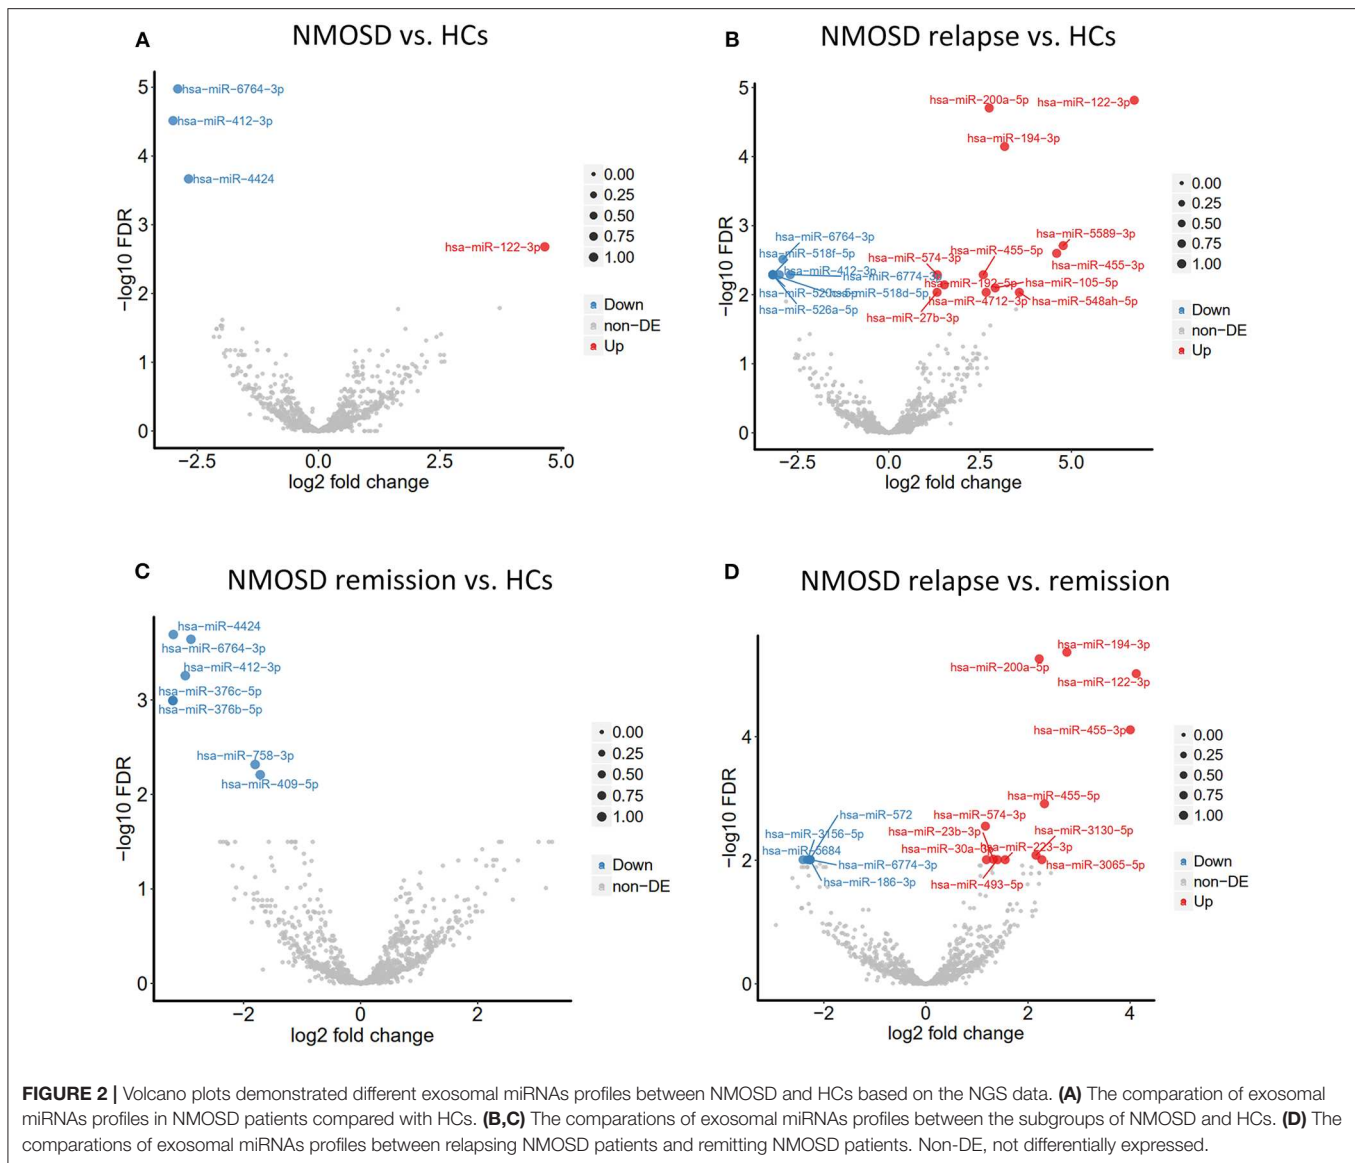 A
NMOSD vs. HCs
5
4
3
2
1
0
−log10 FDR
hsa−miR−6764−3p
hsa−miR−412−3p
hsa−miR−4424
hsa−miR−122−3p
−2.5 0.0 2.5 5.0
log2 fold change
0.00
0.25
0.50
0.75
1.00
Down
non−DE
Up
B
NMOSD relapse vs. HCs
5
4
3
2
1
0
−log10 FDR
hsa−miR−200a−5p
hsa−miR−122−3p
hsa−miR−194−3p
hsa−miR−6764−3p
hsa−miR−5589−3p
hsa−miR−518f−5p
hsa−miR−574−3p
hsa−miR−455−5p
hsa−miR−455−3p
hsa−miR−412−3p
hsa−miR−6774−3p
hsa−miR−192−5p
hsa−miR−105−5p
hsa−miR−518d−5p
hsa−miR−4712−3p
hsa−miR−548ah−5p
hsa−miR−526a−5p
hsa−miR−27b−3p
−2.5 0.0 2.5 5.0
log2 fold change
0.00
0.25
0.50
0.75
1.00
Down
non−DE
Up
C
NMOSD remission vs. HCs
3
2
1
0
−log10 FDR
hsa−miR−4424
hsa−miR−6764−3p
hsa−miR−412−3p
hsa−miR−376c−5p
hsa−miR−376b−5p
hsa−miR−758−3p
hsa−miR−409−5p
−2 0 2
log2 fold change
0.00
0.25
0.50
0.75
1.00
Down
non−DE
D
NMOSD relapse vs. remission
4
2
0
−log10 FDR
hsa−miR−194−3p
hsa−miR−200a−5p
hsa−miR−122−3p
hsa−miR−455−3p
hsa−miR−455−5p
hsa−miR−572
hsa−miR−574−3p
hsa−miR−3156−5p
hsa−miR−23b−3p
hsa−miR−3130−5p
hsa−miR−5684
hsa−miR−223−3p
hsa−miR−6774−3p
hsa−miR−3065−5p
hsa−miR−186−3p
hsa−miR−493−5p
−2 0 2 4
log2 fold change
0.00
0.25
0.50
0.75
1.00
Down
non−DE
Up
FIGURE 2 | Volcano plots demonstrated different exosomal miRNAs profiles between NMOSD and HCs based on the NGS data. (A) The comparation of exosomal
miRNAs profiles in NMOSD patients compared with HCs. (B,C) The comparations of exosomal miRNAs profiles between the subgroups of NMOSD and HCs. (D) The
comparations of exosomal miRNAs profiles between relapsing NMOSD patients and remitting NMOSD patients. Non-DE, not differentially expressed.